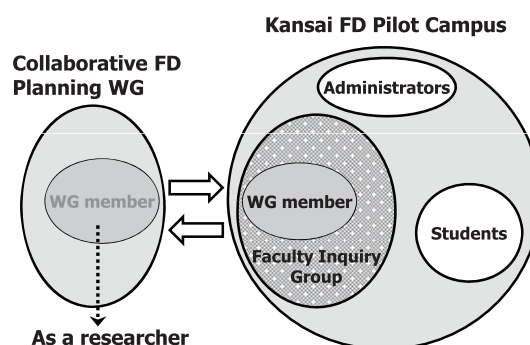 Kansai FD Pilot Campus
Collaborative FD
Planning WG
Administrators
WG member
WG member
Students
Faculty Inquiry
Group
As a researcher